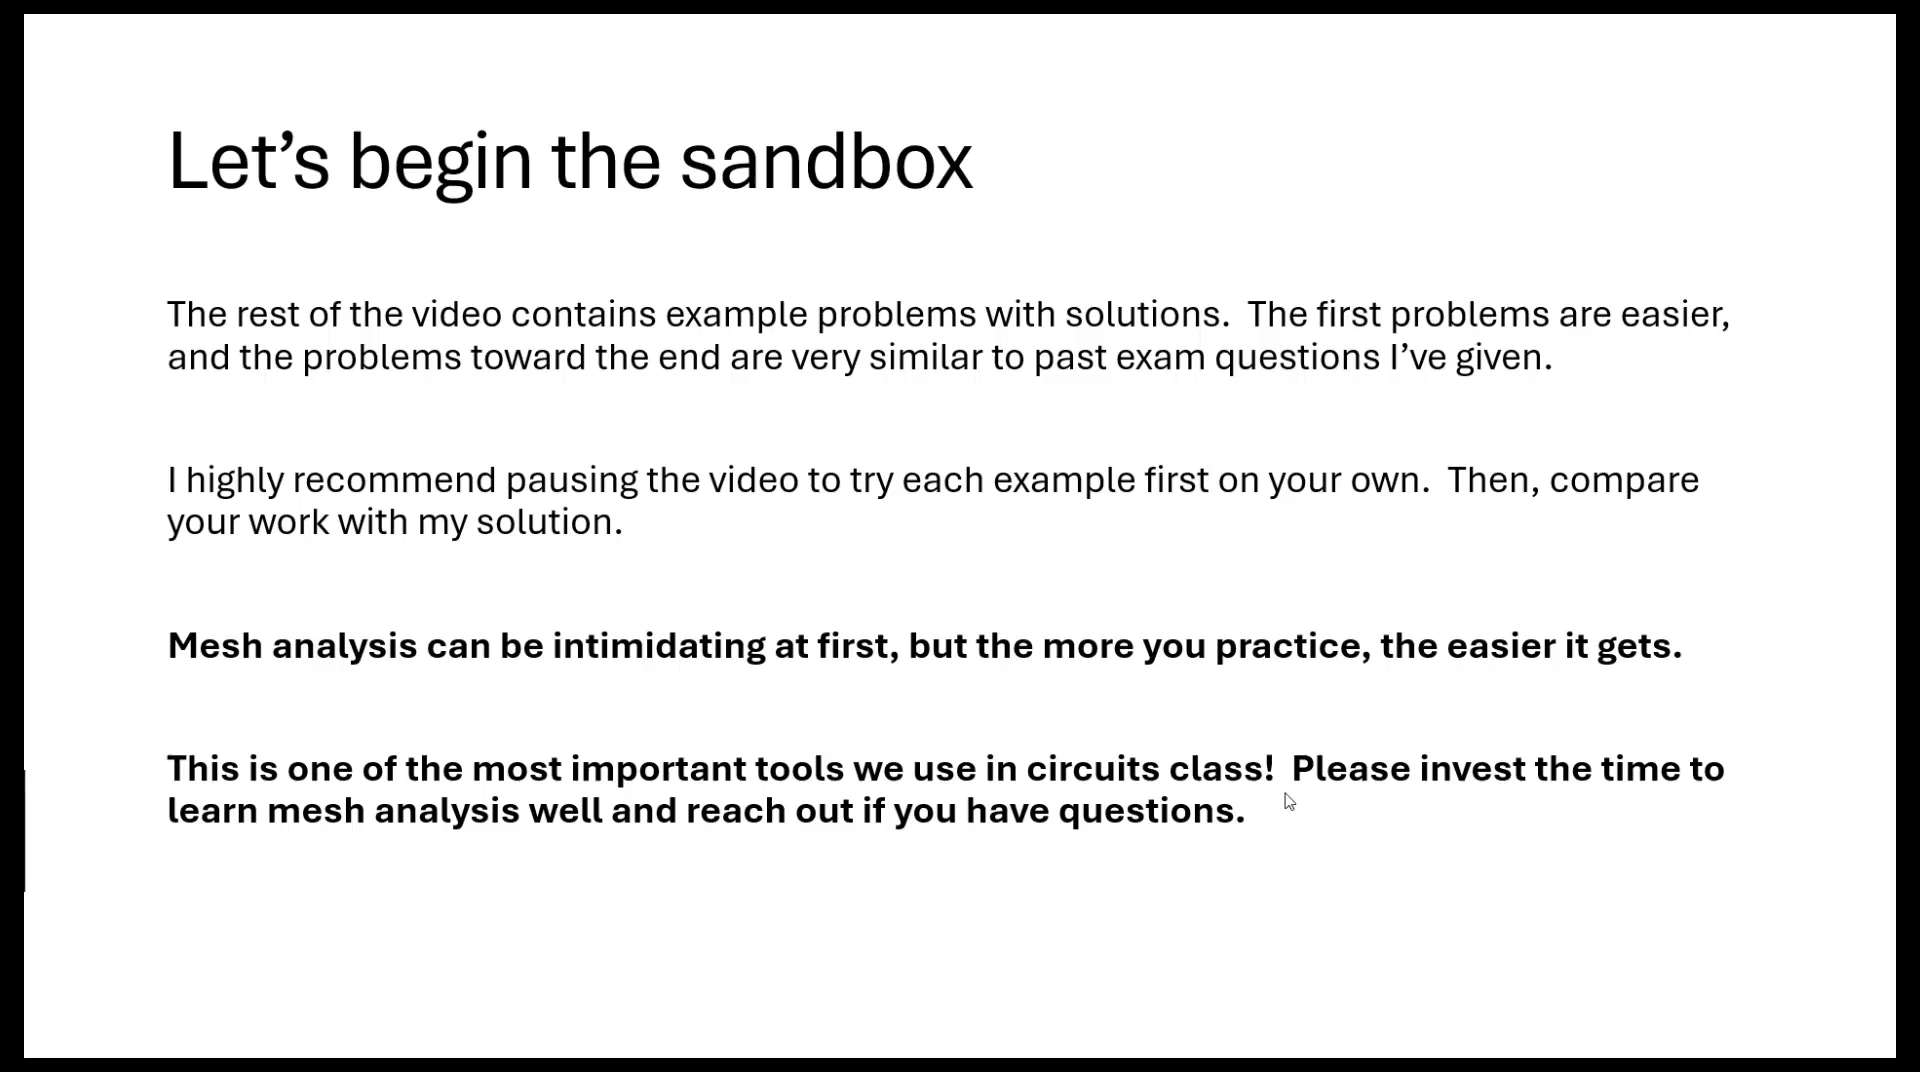 Let’s begin the sandbox
The rest of the video contains example problems with solutions.  The first problems are easier,
and the problems toward the end are very similar to past exam questions I’ve given.
I highly recommend pausing the video to try each example first on your own.  Then, compare
your work with my solution.
Mesh analysis can be intimidating at first, but the more you practice, the easier it gets.
This is one of the most important tools we use in circuits class!  Please invest the time to
learn mesh analysis well and reach out if you have questions.